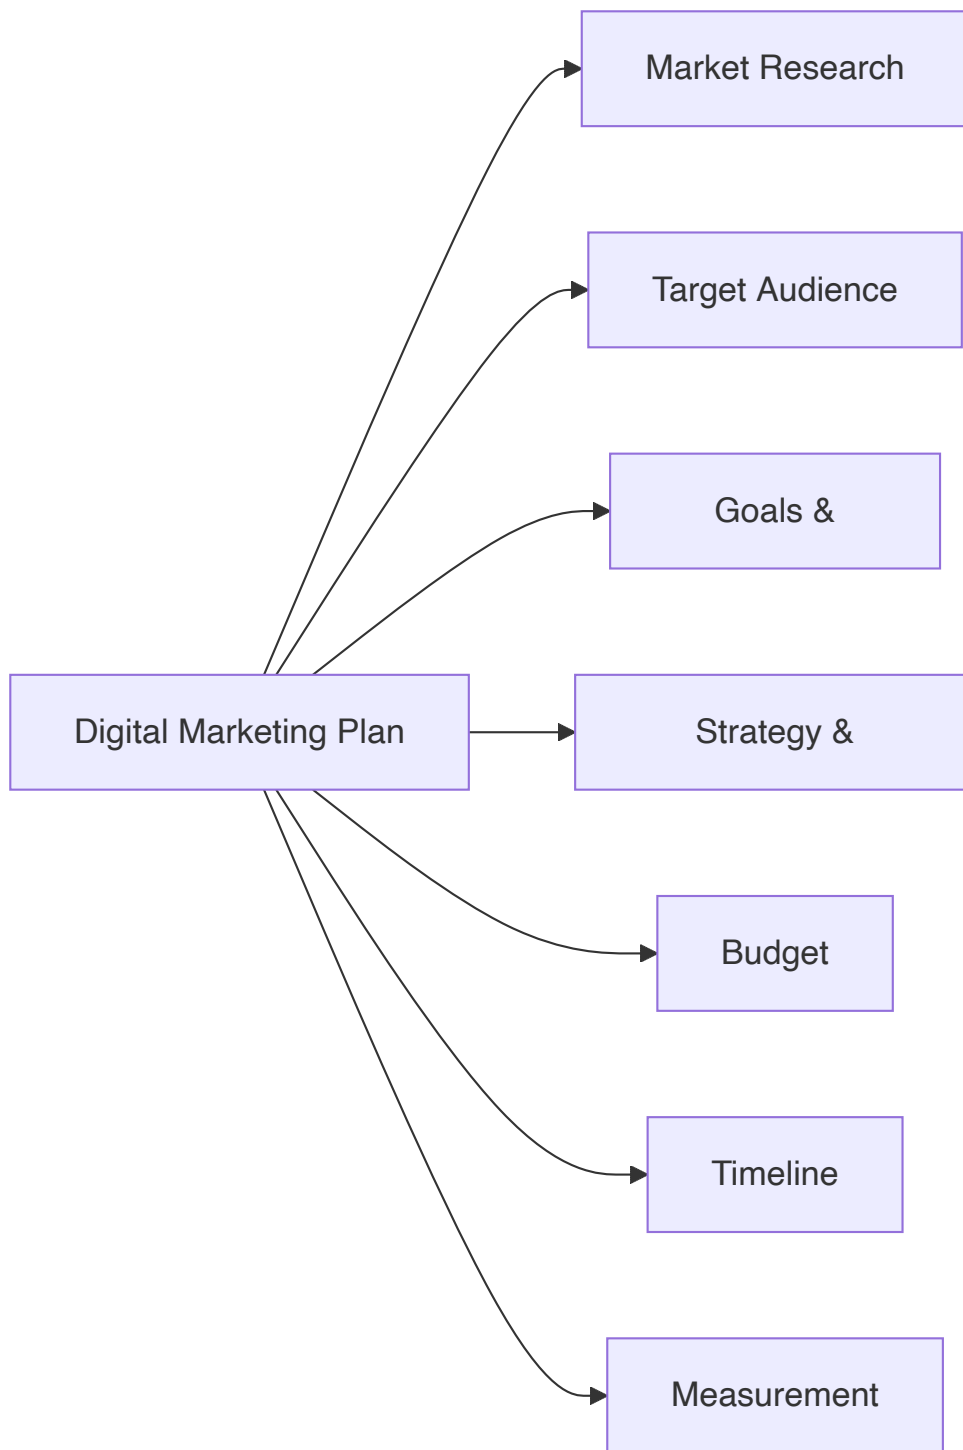 Market Research
Target Audience
Goals &
Digital Marketing Plan
Strategy &
Budget
Timeline
Measurement